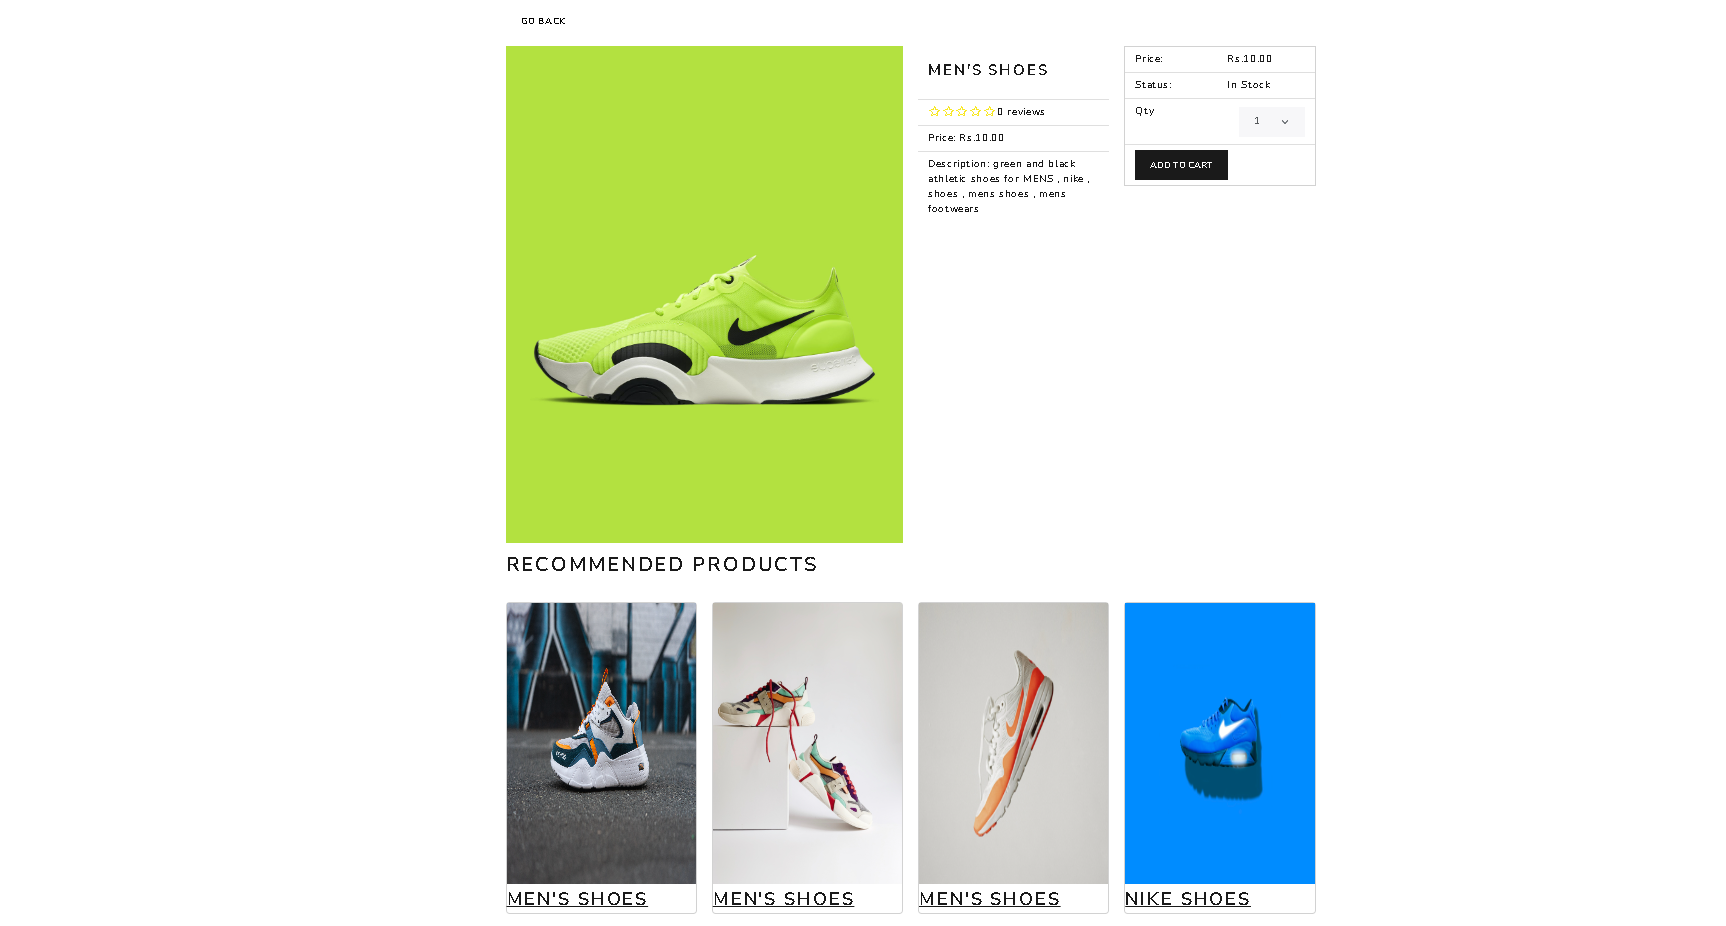 GO BACK
MEN'S SHOES
0 reviews
Price: Rs.10.00
Description: green and black
athletic shoes for MENS , nike ,
shoes , mens shoes , mens
footwears
Price: Rs.10.00
Status: In Stock
Qty 1
ADD TO CART
RECOMMENDED PRODUCTS
MEN'S SHOES
MEN'S SHOES
MEN'S SHOES
NIKE SHOES